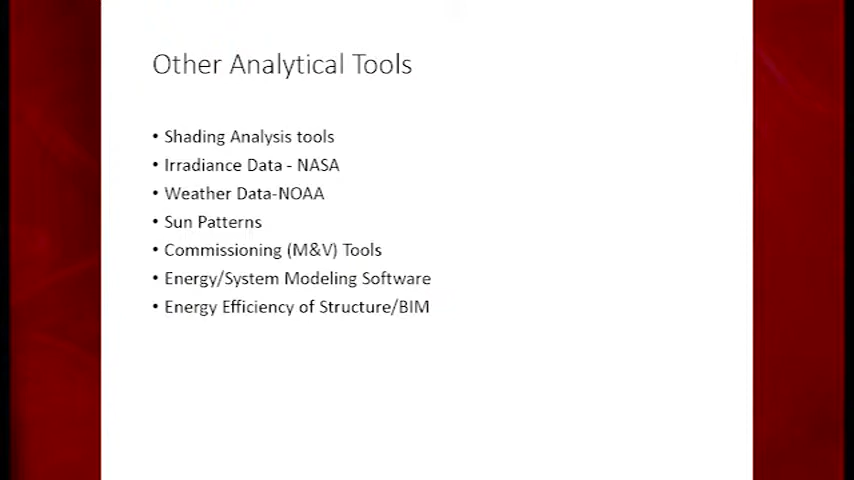 Other Analytical Tools
• Shading Analysis tools
• Irradiance Data - NASA
• Weather Data-NOAA
• Sun Patterns
• Commissioning (M&V) Tools
• Energy/System Modeling Software
• Energy Efficiency of Structure/BIM